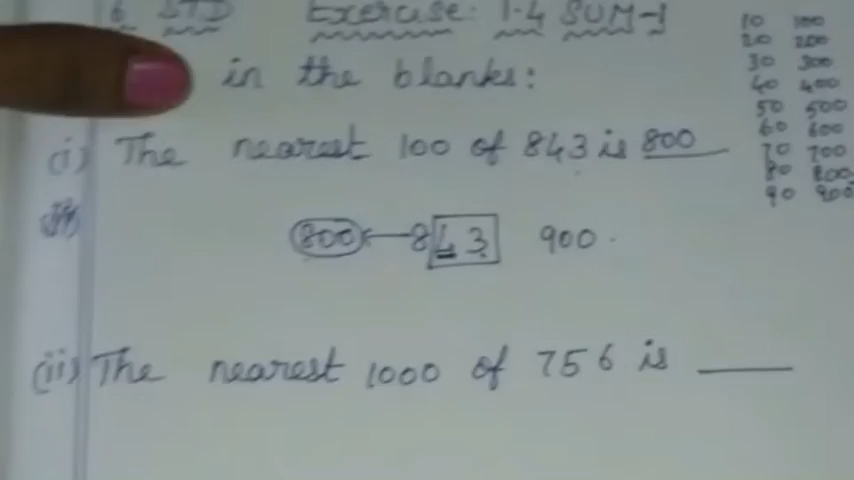 6 STD Exercise: 1.4 SUM-1
in the blanks:
(i) The nearest 100 of 843 is 800
800 ← 843 900.
(ii) The nearest 1000 of 756 is ____
10 100
20 200
30 300
40 400
50 500
60 600
70 700
80 800
90 900